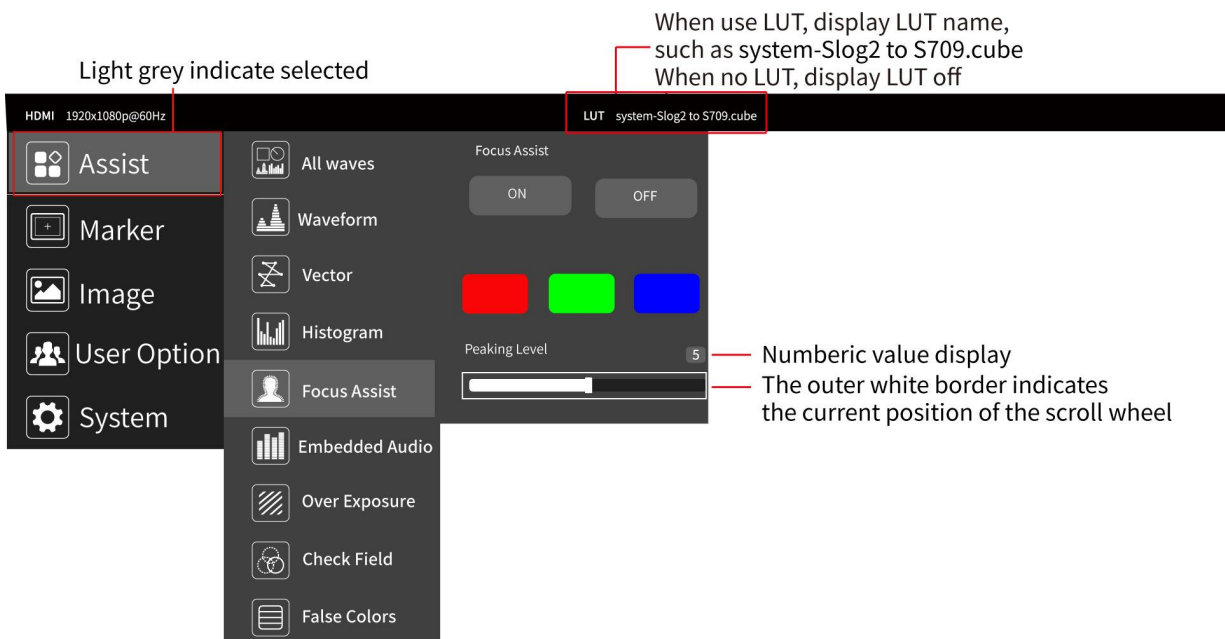 When use LUT, display LUT name,
such as system-Slog2 to S709.cube
When no LUT, display LUT off
Light grey indicate selected
HDMI 1920x1080p@60Hz
LUT system-Slog2 to S709.cube
Assist
Marker
Image
User Option
System
All waves
Waveform
Vector
Histogram
Focus Assist
Embedded Audio
Over Exposure
Check Field
False Colors
Focus Assist
ON
OFF
Peaking Level
5
Numberic value display
The outer white border indicates
the current position of the scroll wheel